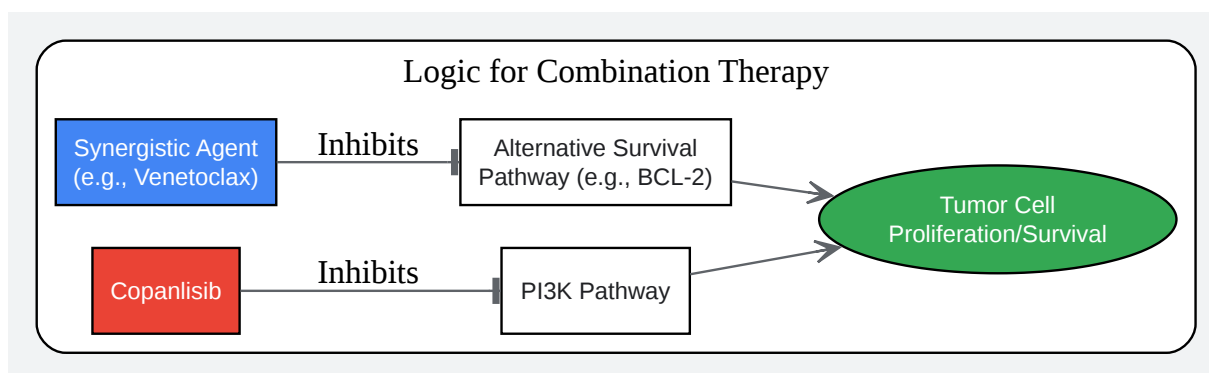 Logic for Combination Therapy
Synergistic Agent
(e.g., Venetoclax)
Inhibits
Alternative Survival
Pathway (e.g., BCL-2)
Tumor Cell
Proliferation/Survival
Copanlisib
Inhibits
PI3K Pathway